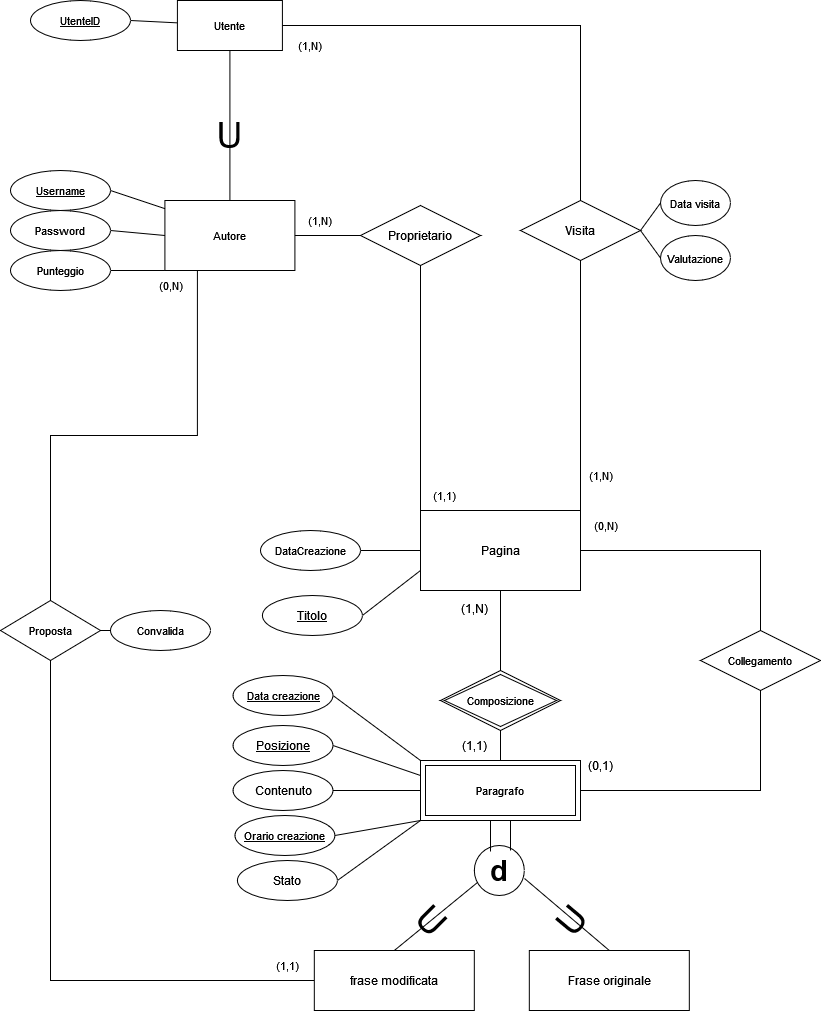 UtenteID
Utente
(1,N)
Username
Password
Punteggio
Autore
(1,N)
Proprietario
Visita
Data visita
Valutazione
(0,N)
(1,N)
(1,1)
(0,N)
DataCreazione
Pagina
Titolo
(1,N)
Proposta
Convalida
Collegamento
Data creazione
Composizione
Posizione
(1,1)
(0,1)
Contenuto
Paragrafo
Orario creazione
Stato
d
(1,1)
frase modificata
Frase originale